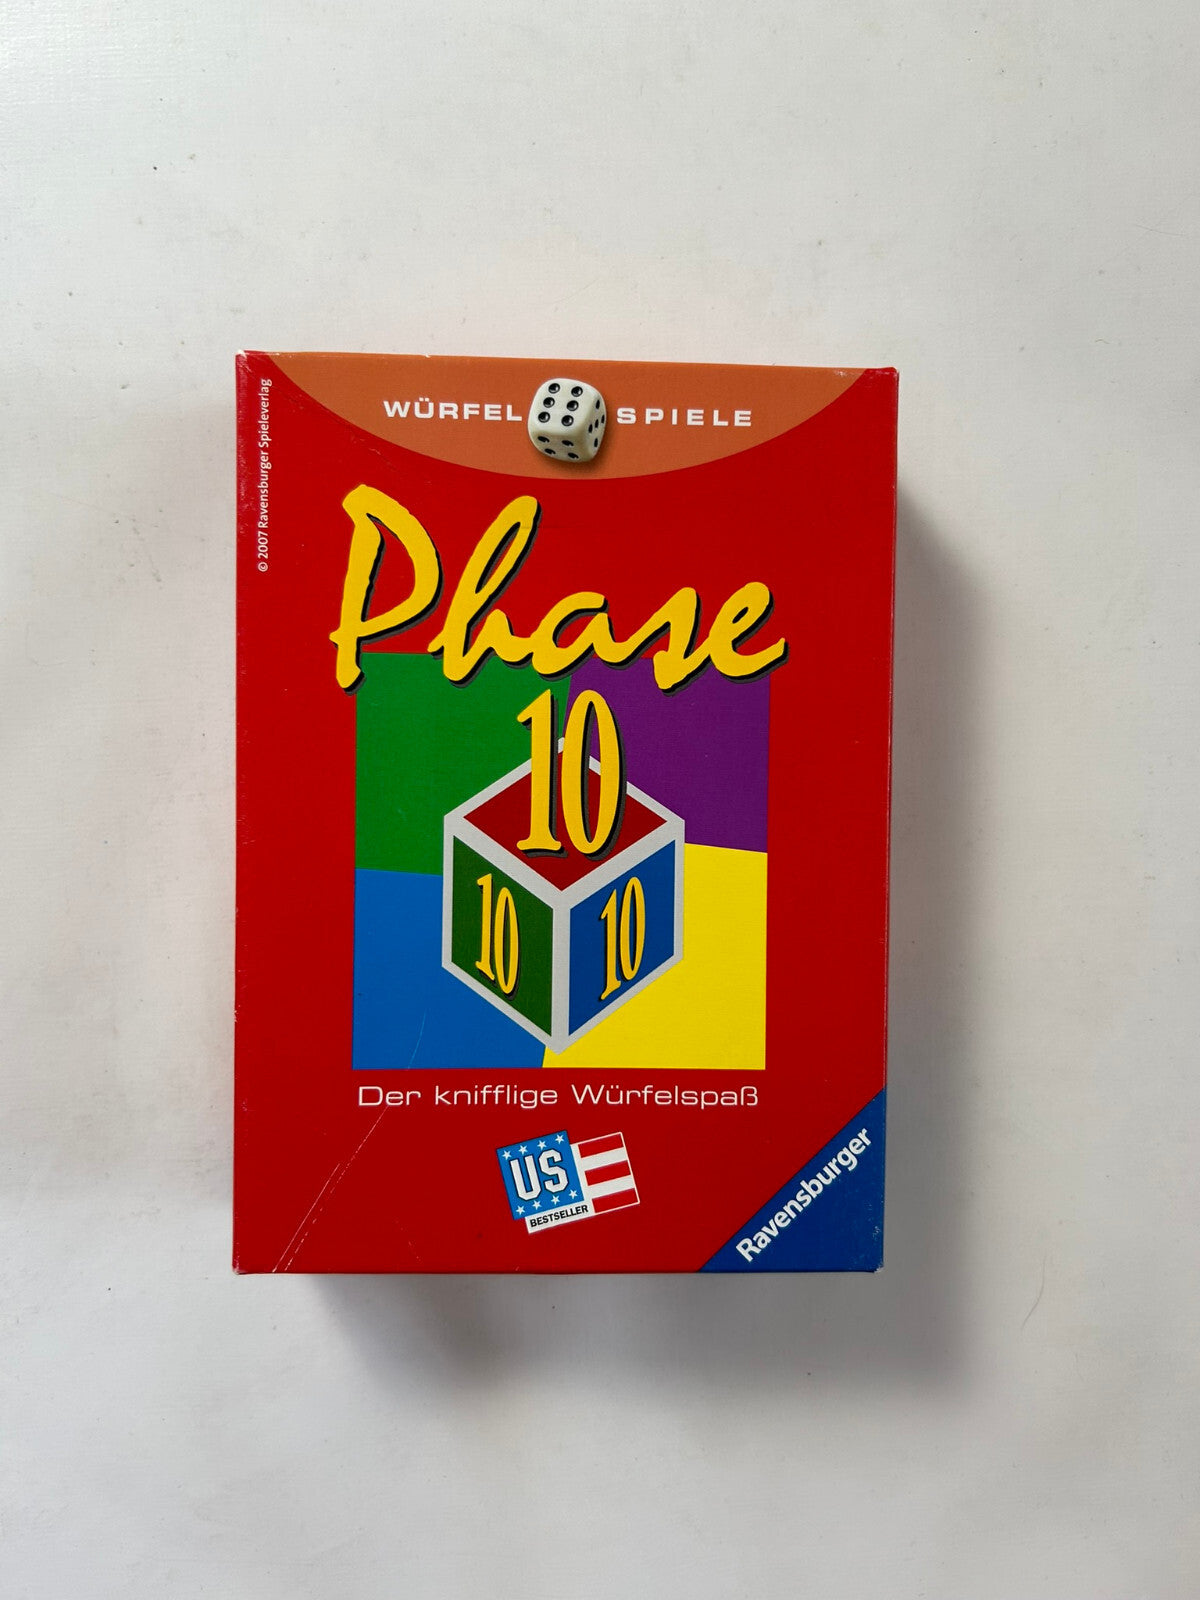 WÜRFEL SPIELE
© 2007 Ravensburger Spieleverlag
Phase
10
10 10
Der knifflige Würfelspaß
US
BESTSELLER
Ravensburger